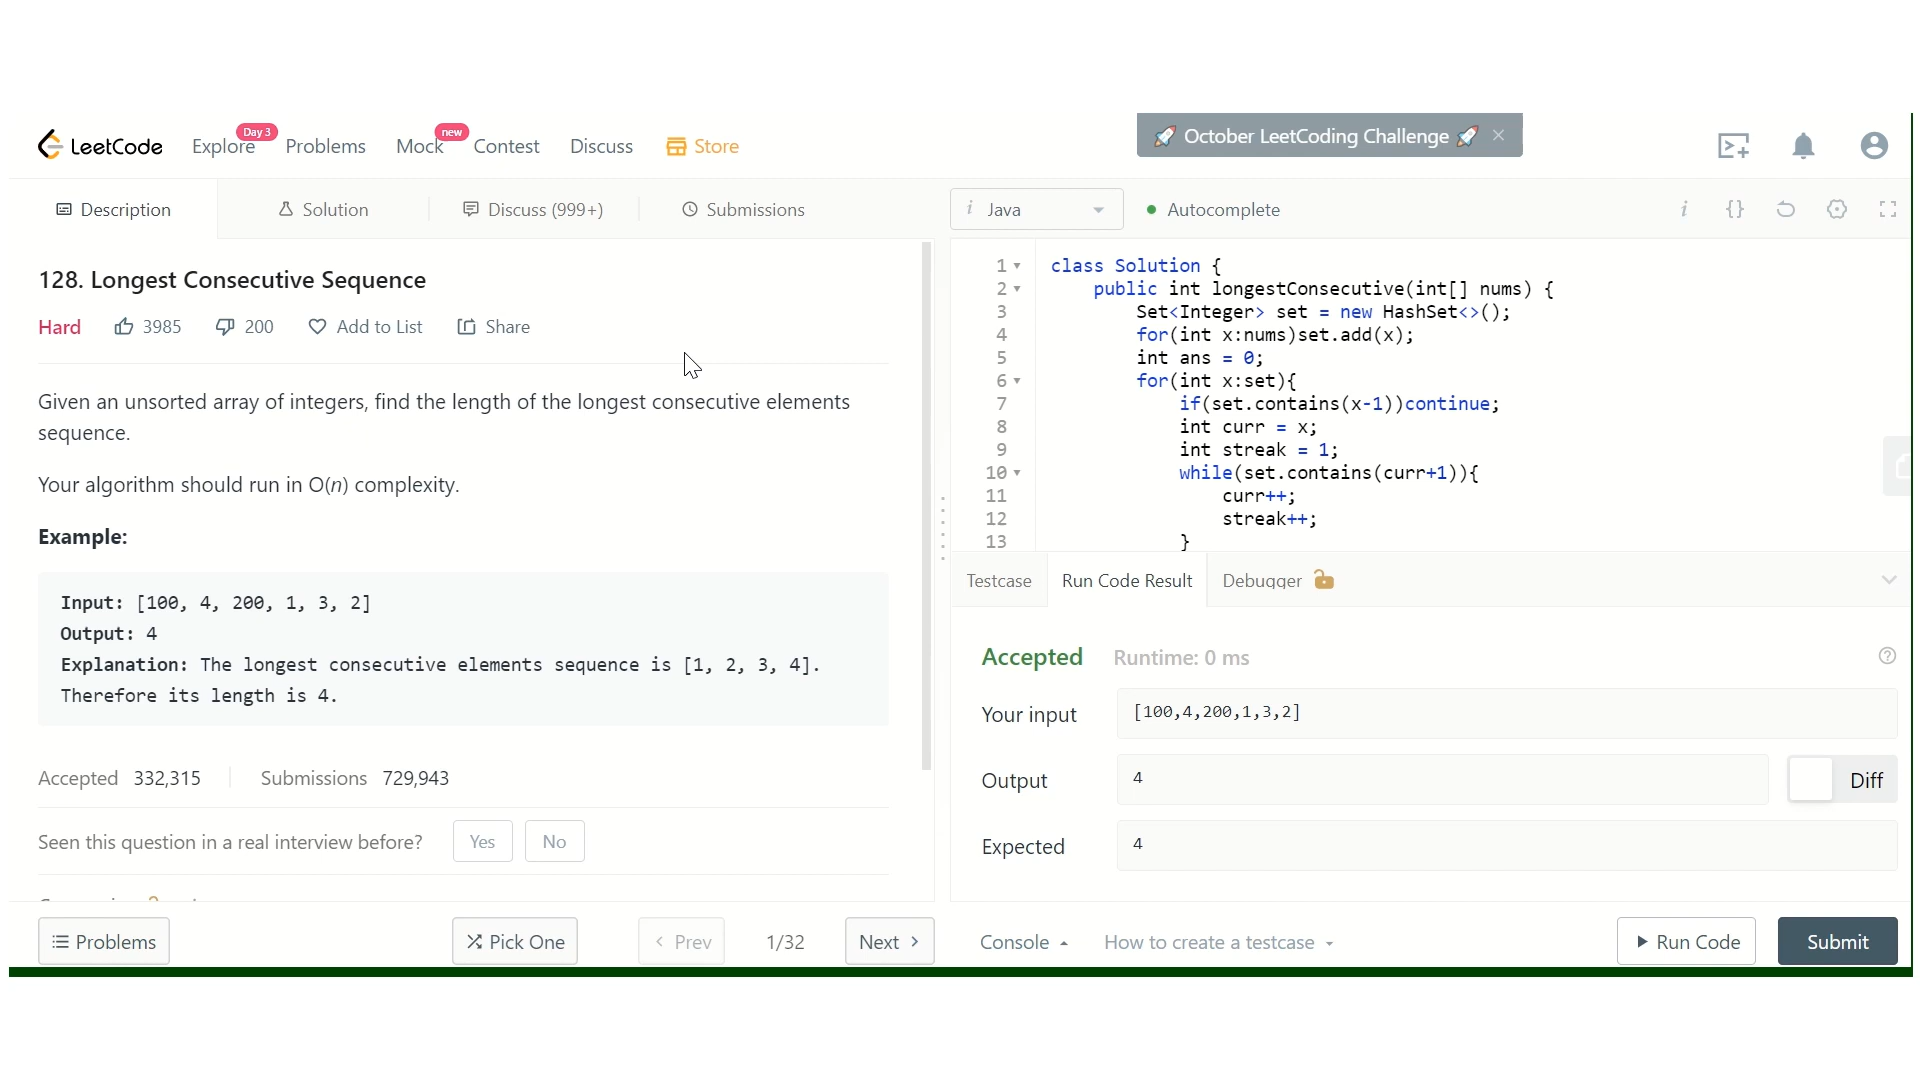 LeetCode
Explore Day 3 Problems Mock new Contest Discuss Store
🚀 October LeetCoding Challenge 🚀 ×
Description Solution Discuss (999+) Submissions
i Java Autocomplete i {}
128. Longest Consecutive Sequence
Hard 3985 200 Add to List Share
Given an unsorted array of integers, find the length of the longest consecutive elements
sequence.
Your algorithm should run in O(n) complexity.
Example:
Input: [100, 4, 200, 1, 3, 2]
Output: 4
Explanation: The longest consecutive elements sequence is [1, 2, 3, 4].
Therefore its length is 4.
Accepted 332,315 Submissions 729,943
Seen this question in a real interview before? Yes No
Problems Pick One < Prev 1/32 Next >
1 class Solution {
2 public int longestConsecutive(int[] nums) {
3 Set<Integer> set = new HashSet<>();
4 for(int x:nums)set.add(x);
5 int ans = 0;
6 for(int x:set){
7 if(set.contains(x-1))continue;
8 int curr = x;
9 int streak = 1;
10 while(set.contains(curr+1)){
11 curr++;
12 streak++;
13 }
Testcase Run Code Result Debugger
Accepted Runtime: 0 ms
Your input [100,4,200,1,3,2]
Output 4 Diff
Expected 4
Console How to create a testcase Run Code Submit